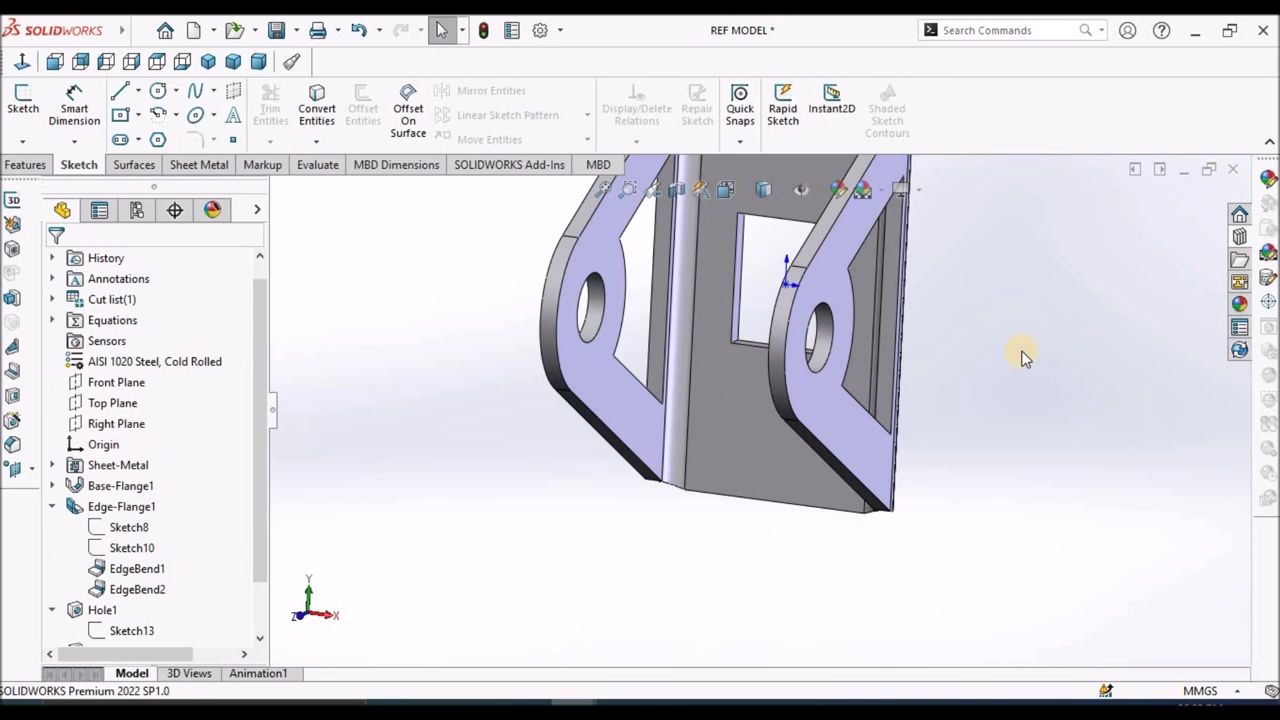 SOLIDWORKS
REF MODEL *
Search Commands
Sketch
Smart Dimension
Trim Entities
Convert Entities
Offset Entities
Offset On Surface
Mirror Entities
Linear Sketch Pattern
Move Entities
Display/Delete Relations
Repair Sketch
Quick Snaps
Rapid Sketch
Instant2D
Shaded Sketch Contours
Features
Sketch
Surfaces
Sheet Metal
Markup
Evaluate
MBD Dimensions
SOLIDWORKS Add-Ins
MBD
3D
History
Annotations
Cut list(1)
Equations
Sensors
AISI 1020 Steel, Cold Rolled
Front Plane
Top Plane
Right Plane
Origin
Sheet-Metal
Base-Flange1
Edge-Flange1
Sketch8
Sketch10
EdgeBend1
EdgeBend2
Hole1
Sketch13
Y
Z
X
Model
3D Views
Animation1
SOLIDWORKS Premium 2022 SP1.0
MMGS